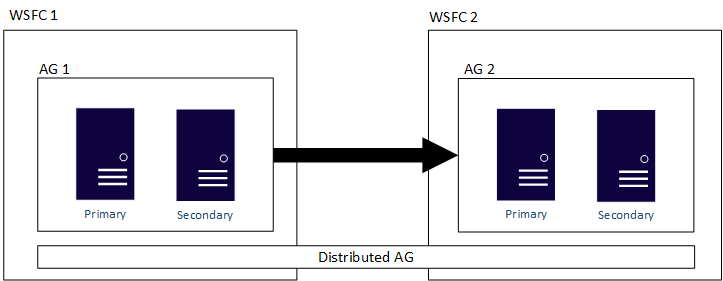 WSFC 1
WSFC 2
AG 1
AG 2
Primary
Secondary
Primary
Secondary
Distributed AG